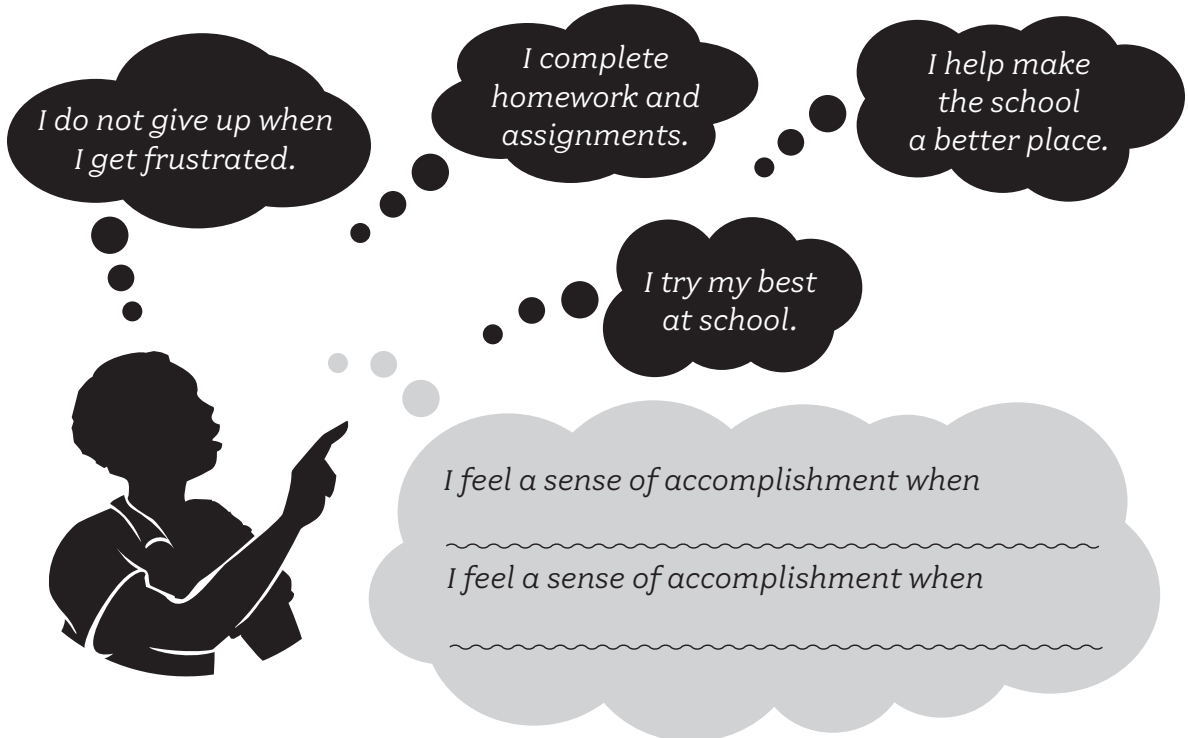 I do not give up when
I get frustrated.
I complete
homework and
assignments.
I help make
the school
a better place.
I try my best
at school.
I feel a sense of accomplishment when
I feel a sense of accomplishment when